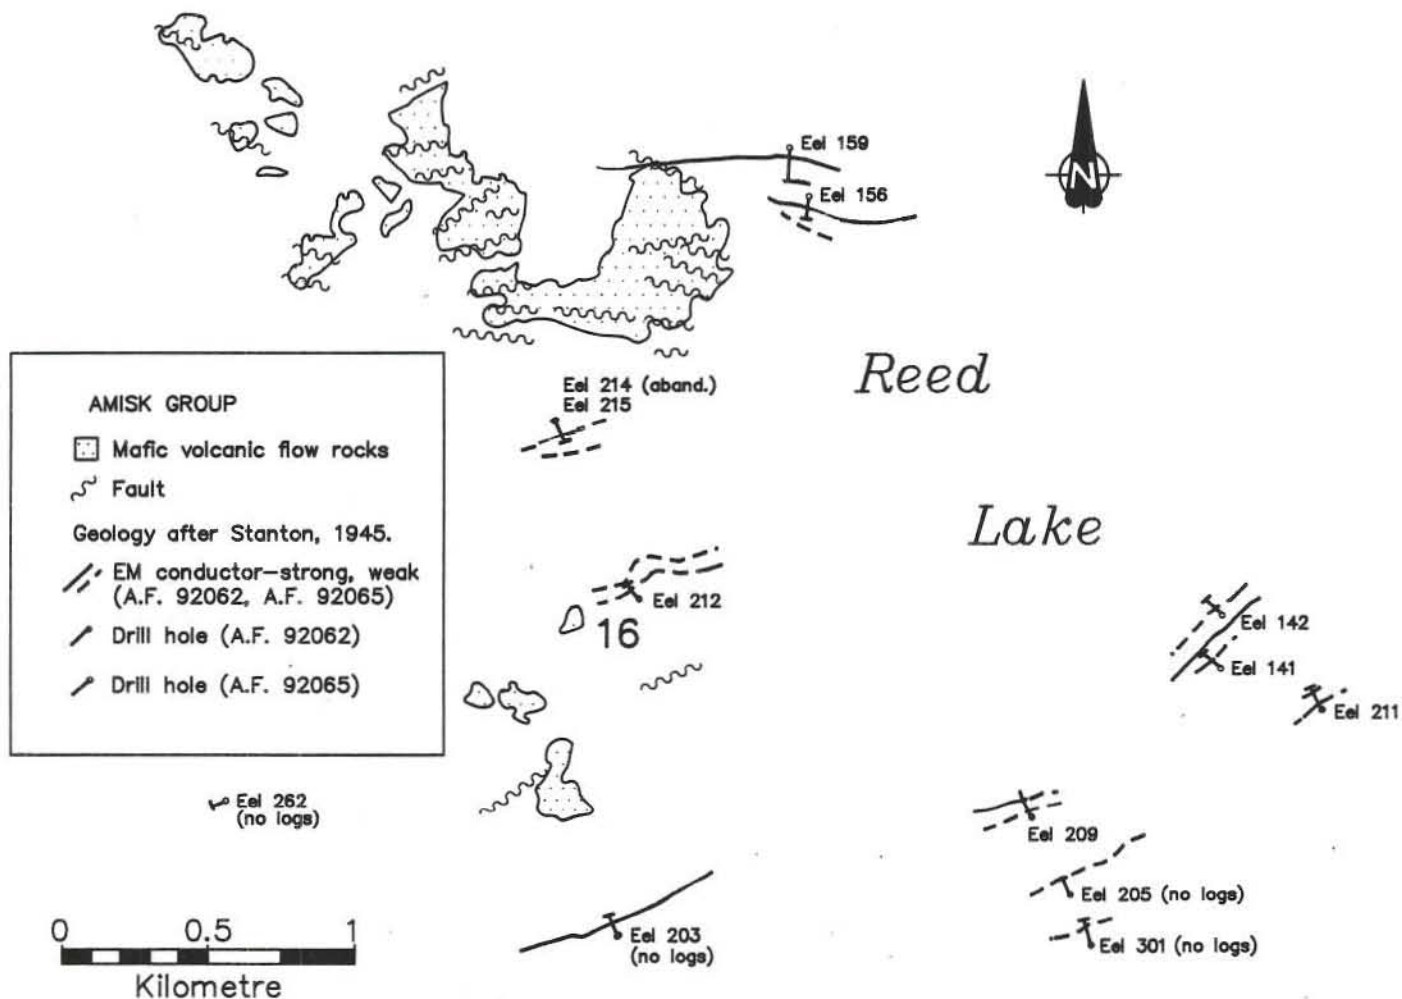 Eel 159
N
Eel 156
Reed
Eel 214 (aband.)
Eel 215
AMISK GROUP
Mafic volcanic flow rocks
Fault
Geology after Stanton, 1945.
EM conductor–strong, weak
(A.F. 92062, A.F. 92065)
Drill hole (A.F. 92062)
Drill hole (A.F. 92065)
Lake
Eel 212
16
Eel 142
Eel 141
Eel 211
Eel 262
(no logs)
Eel 209
Eel 205 (no logs)
Eel 203
(no logs)
Eel 301 (no logs)
0 0.5 1
Kilometre